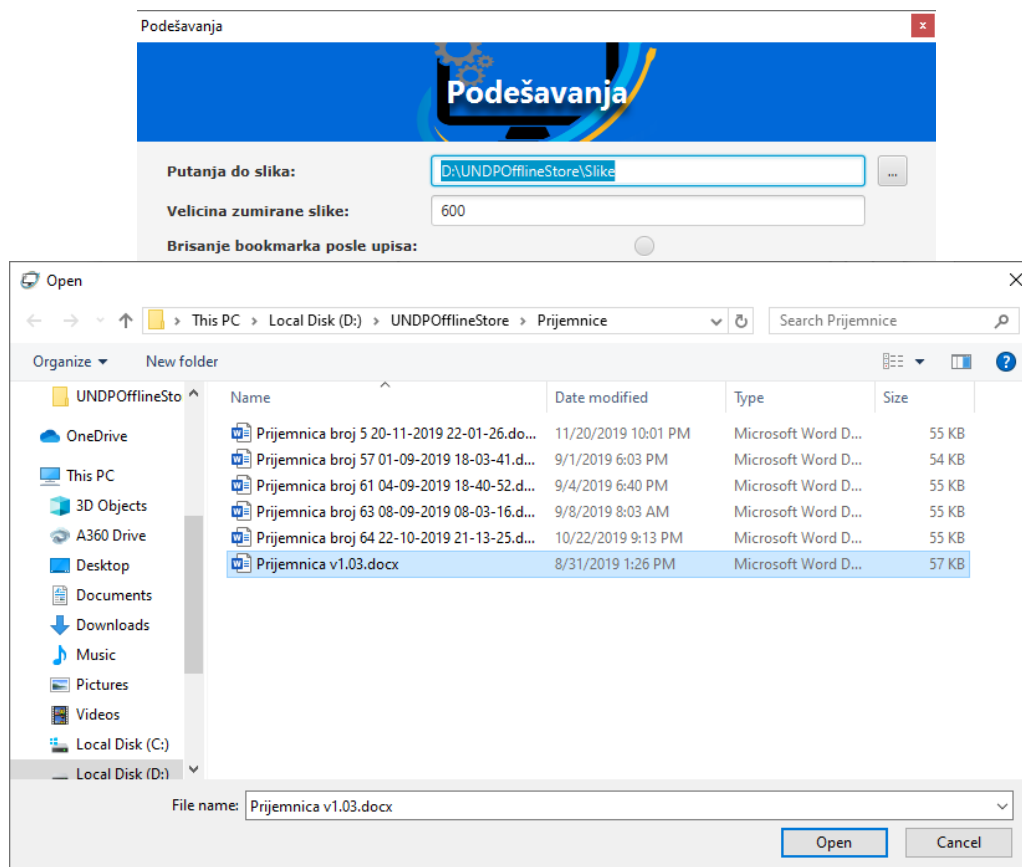 Podešavanja
x
Podešavanja
Putanja do slika: D:\UNDPOfflineStore\Slike ...
Velicina zumirane slike: 600
Brisanje bookmarka posle upisa:
Open
This PC > Local Disk (D:) > UNDPOfflineStore > Prijemnice
Search Prijemnice
Organize New folder
?
Name Date modified Type Size
Prijemnica broj 5 20-11-2019 22-01-26.do... 11/20/2019 10:01 PM Microsoft Word D... 55 KB
Prijemnica broj 57 01-09-2019 18-03-41.d... 9/1/2019 6:03 PM Microsoft Word D... 54 KB
Prijemnica broj 61 04-09-2019 18-40-52.d... 9/4/2019 6:40 PM Microsoft Word D... 55 KB
Prijemnica broj 63 08-09-2019 08-03-16.d... 9/8/2019 8:03 AM Microsoft Word D... 55 KB
Prijemnica broj 64 22-10-2019 21-13-25.d... 10/22/2019 9:13 PM Microsoft Word D... 55 KB
Prijemnica v1.03.docx 8/31/2019 1:26 PM Microsoft Word D... 57 KB
UNDPOfflineSto
OneDrive
This PC
3D Objects
A360 Drive
Desktop
Documents
Downloads
Music
Pictures
Videos
Local Disk (C:)
Local Disk (D:)
File name: Prijemnica v1.03.docx
Open Cancel